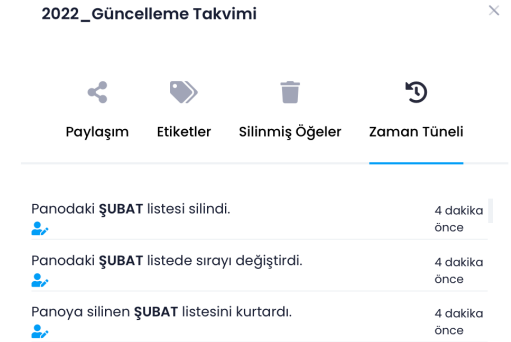 2022_Güncelleme Takvimi
Paylaşım Etiketler Silinmiş Öğeler Zaman Tüneli
Panodaki ŞUBAT listesi silindi.
4 dakika
önce
Panodaki ŞUBAT listede sırayı değiştirdi.
4 dakika
önce
Panoya silinen ŞUBAT listesini kurtardı.
4 dakika
önce